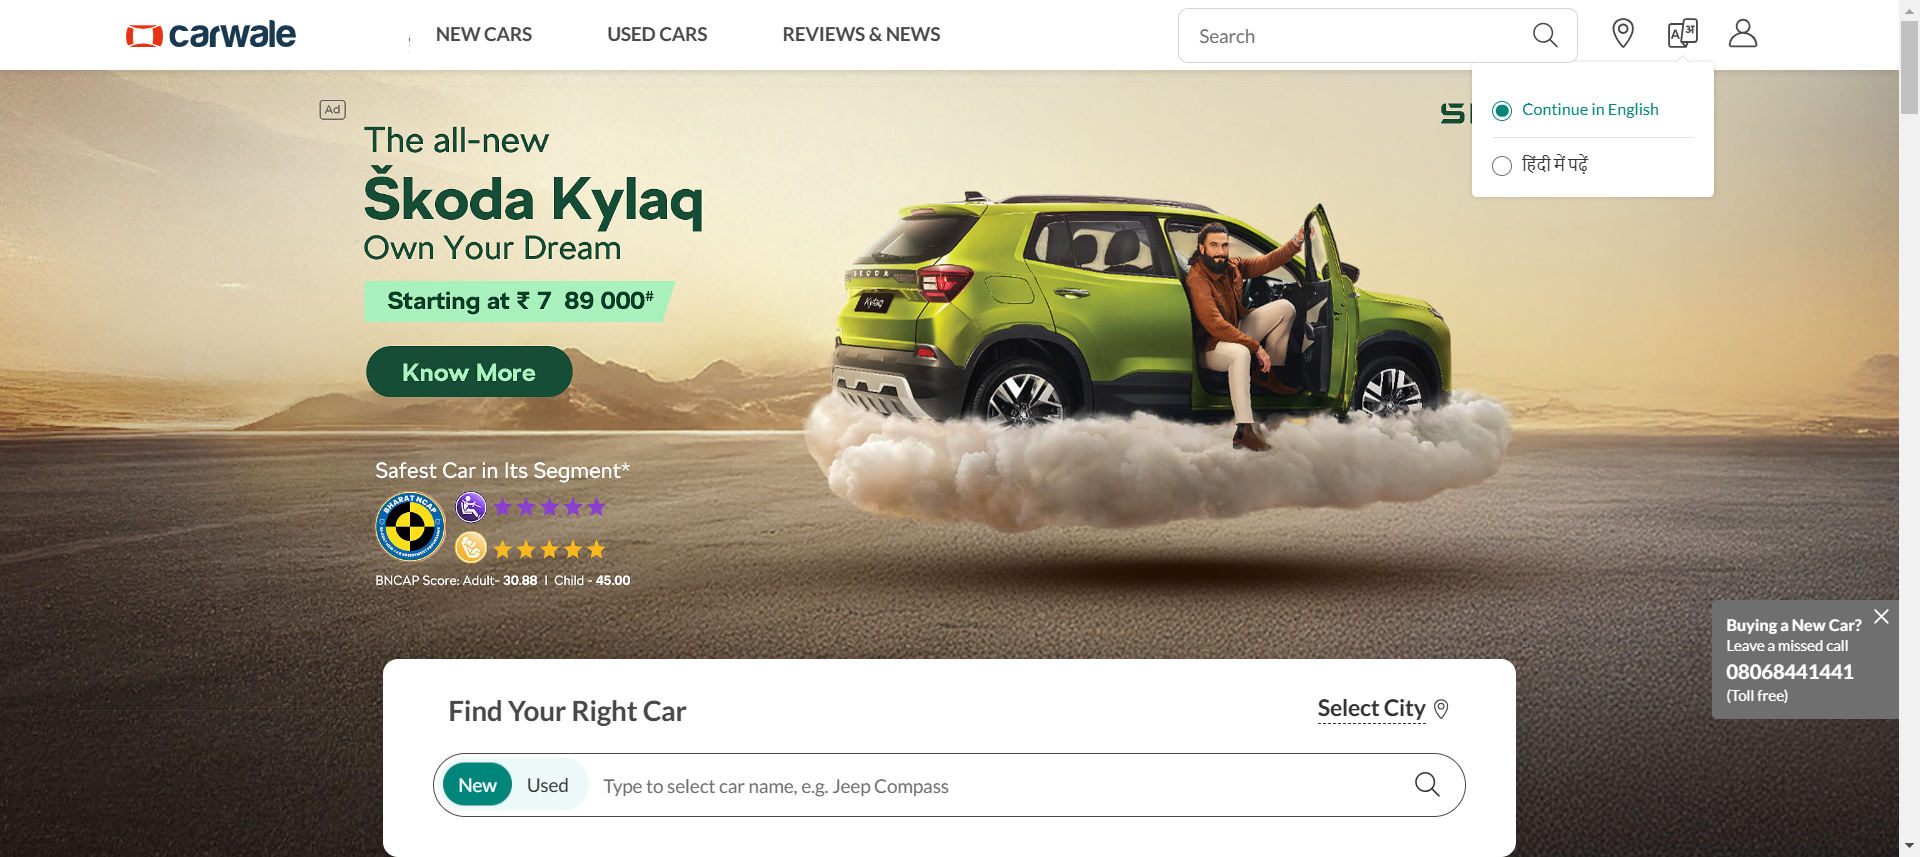 carwale
NEW CARS
USED CARS
REVIEWS & NEWS
Search
A अ
Continue in English
हिंदी में पढ़ें
Ad
The all-new
Škoda Kylaq
Own Your Dream
Starting at ₹ 7 89 000#
Know More
SKODA
Kylaq
Safest Car in Its Segment*
BHARAT NCAP
BNCAP Score: Adult- 30.88 | Child - 45.00
Buying a New Car?
Leave a missed call
08068441441
(Toll free)
Find Your Right Car
Select City
New
Used
Type to select car name, e.g. Jeep Compass